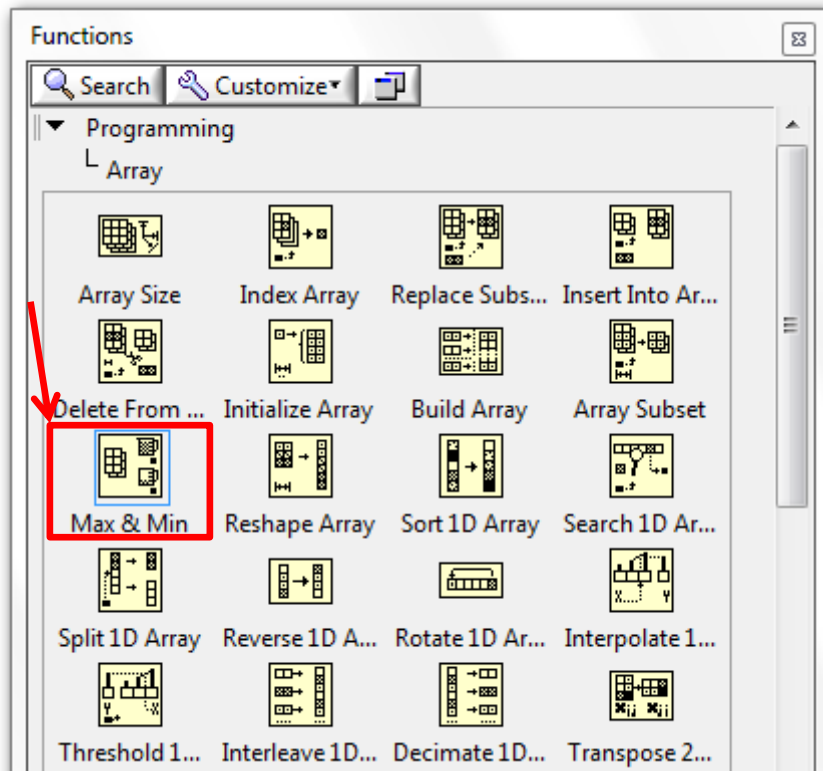 Functions
Search Customize
Programming
Array
Array Size Index Array Replace Subs... Insert Into Ar...
Delete From ... Initialize Array Build Array Array Subset
Max & Min Reshape Array Sort 1D Array Search 1D Ar...
Split 1D Array Reverse 1D A... Rotate 1D Ar... Interpolate 1...
Threshold 1... Interleave 1D... Decimate 1D... Transpose 2...